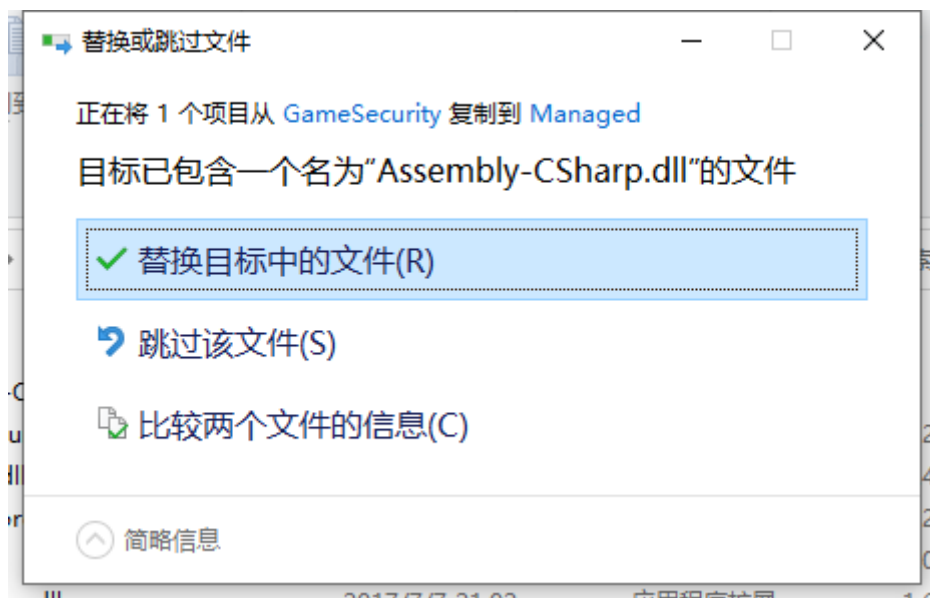 替换或跳过文件
正在将 1 个项目从 GameSecurity 复制到 Managed
目标已包含一个名为“Assembly-CSharp.dll”的文件
替换目标中的文件(R)
跳过该文件(S)
比较两个文件的信息(C)
简略信息